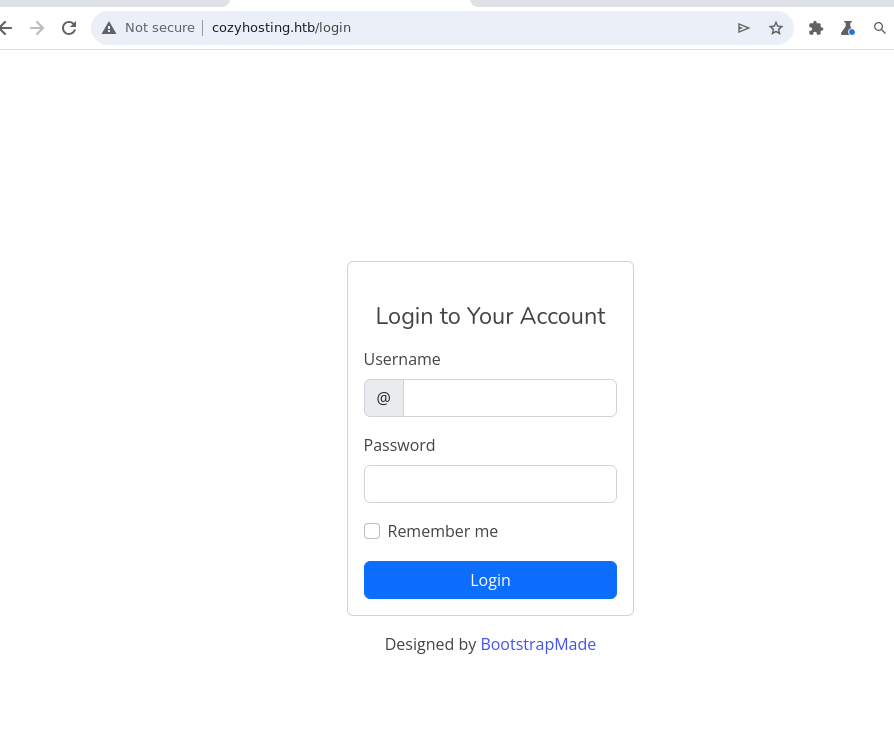 Not secure cozyhosting.htb/login
Login to Your Account
Username
@
Password
Remember me
Login
Designed by BootstrapMade